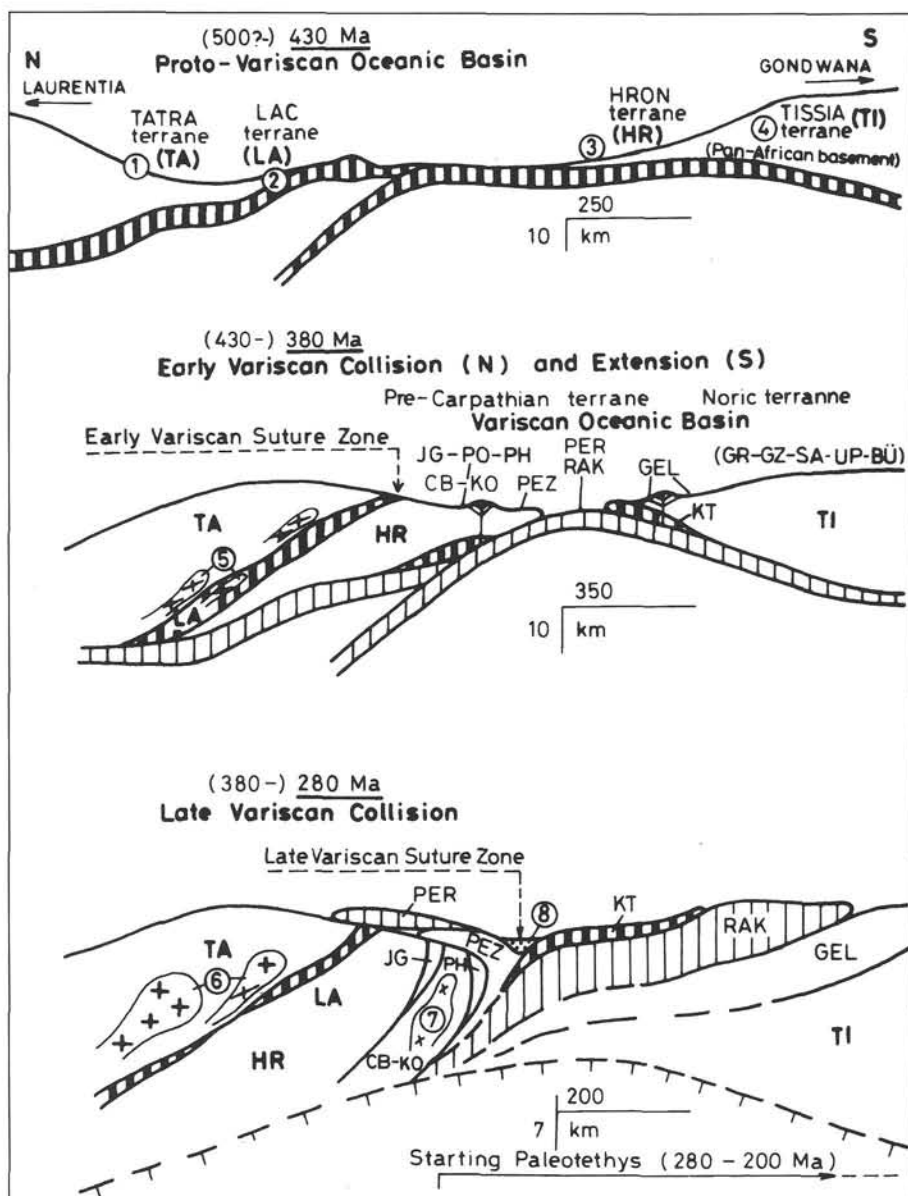 (500?-) 430 Ma
Proto-Variscan Oceanic Basin
N
S
LAURENTIA
GONDWANA
TATRA
terrane
(TA)
1
LAC
terrane
(LA)
2
HRON
terrane
(HR)
3
4 TISSIA (TI)
terrane
(Pan-African basement)
250
10 km
(430-) 380 Ma
Early Variscan Collision (N) and Extension (S)
Pre-Carpathian terrane Noric terranne
Variscan Oceanic Basin
Early Variscan Suture Zone
JG-PO-PH
CB-KO
PEZ
PER
RAK
GEL
(GR-GZ-SA-UP-BÜ)
KT
TA
HR
TI
5
LA
350
10 km
(380-) 280 Ma
Late Variscan Collision
Late Variscan Suture Zone
PER
8
KT
PEZ
RAK
TA
JG
PH
GEL
6
LA
7
HR
CB-KO
TI
200
7 km
Starting Paleotethys (280 - 200 Ma)